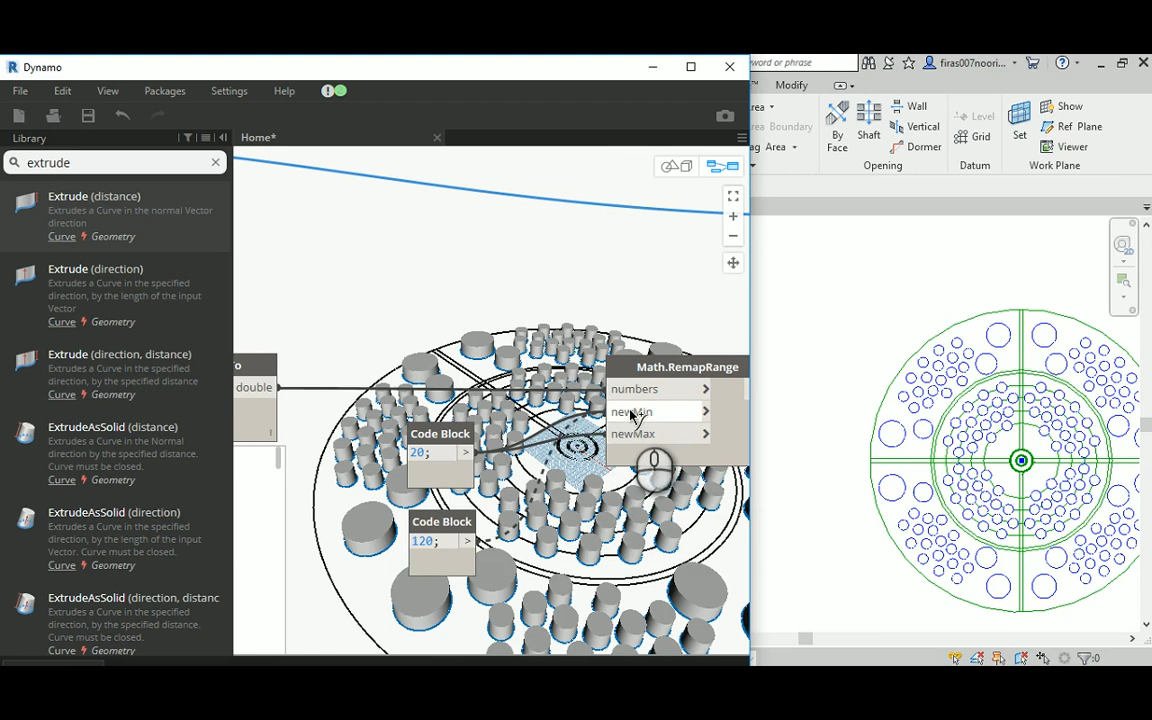 Dynamo
File Edit View Packages Settings Help
Library
Home*
extrude
Extrude (distance)
Extrudes a Curve in the normal Vector
direction
Curve Geometry
Extrude (direction)
Extrudes a Curve in the specified
direction, by the length of the input
Vector
Curve Geometry
Extrude (direction, distance)
Extrudes a Curve in the specified
direction, by the specified distance
Curve Geometry
ExtrudeAsSolid (distance)
Extrudes a Curve in the Normal
direction by the specified distance.
Curve must be closed.
Curve Geometry
ExtrudeAsSolid (direction)
Extrudes a Curve in the specified
direction, by the length of the input
Vector. Curve must be closed.
Curve Geometry
ExtrudeAsSolid (direction, distanc
Extrudes a Curve in the specified
direction, by the specified distance.
Curve must be closed.
Curve Geometry
o
double >
Code Block
20; >
Code Block
120; >
Math.RemapRange
numbers >
newMin >
newMax >
word or phrase
firas007noori...
Modify
By
Face
Shaft
Wall
Vertical
Dormer
Opening
Level
Grid
Datum
Set
Show
Ref Plane
Viewer
Work Plane
rea
rea Boundary
ag Area
2D
:0